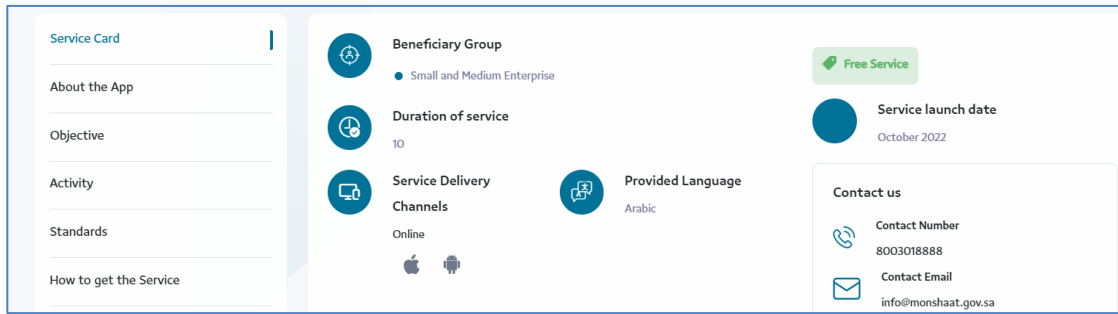 Service Card
About the App
Objective
Activity
Standards
How to get the Service
Beneficiary Group
Small and Medium Enterprise
Duration of service
10
Service Delivery
Channels
Online
Provided Language
Arabic
Free Service
Service launch date
October 2022
Contact us
Contact Number
8003018888
Contact Email
info@monshaat.gov.sa